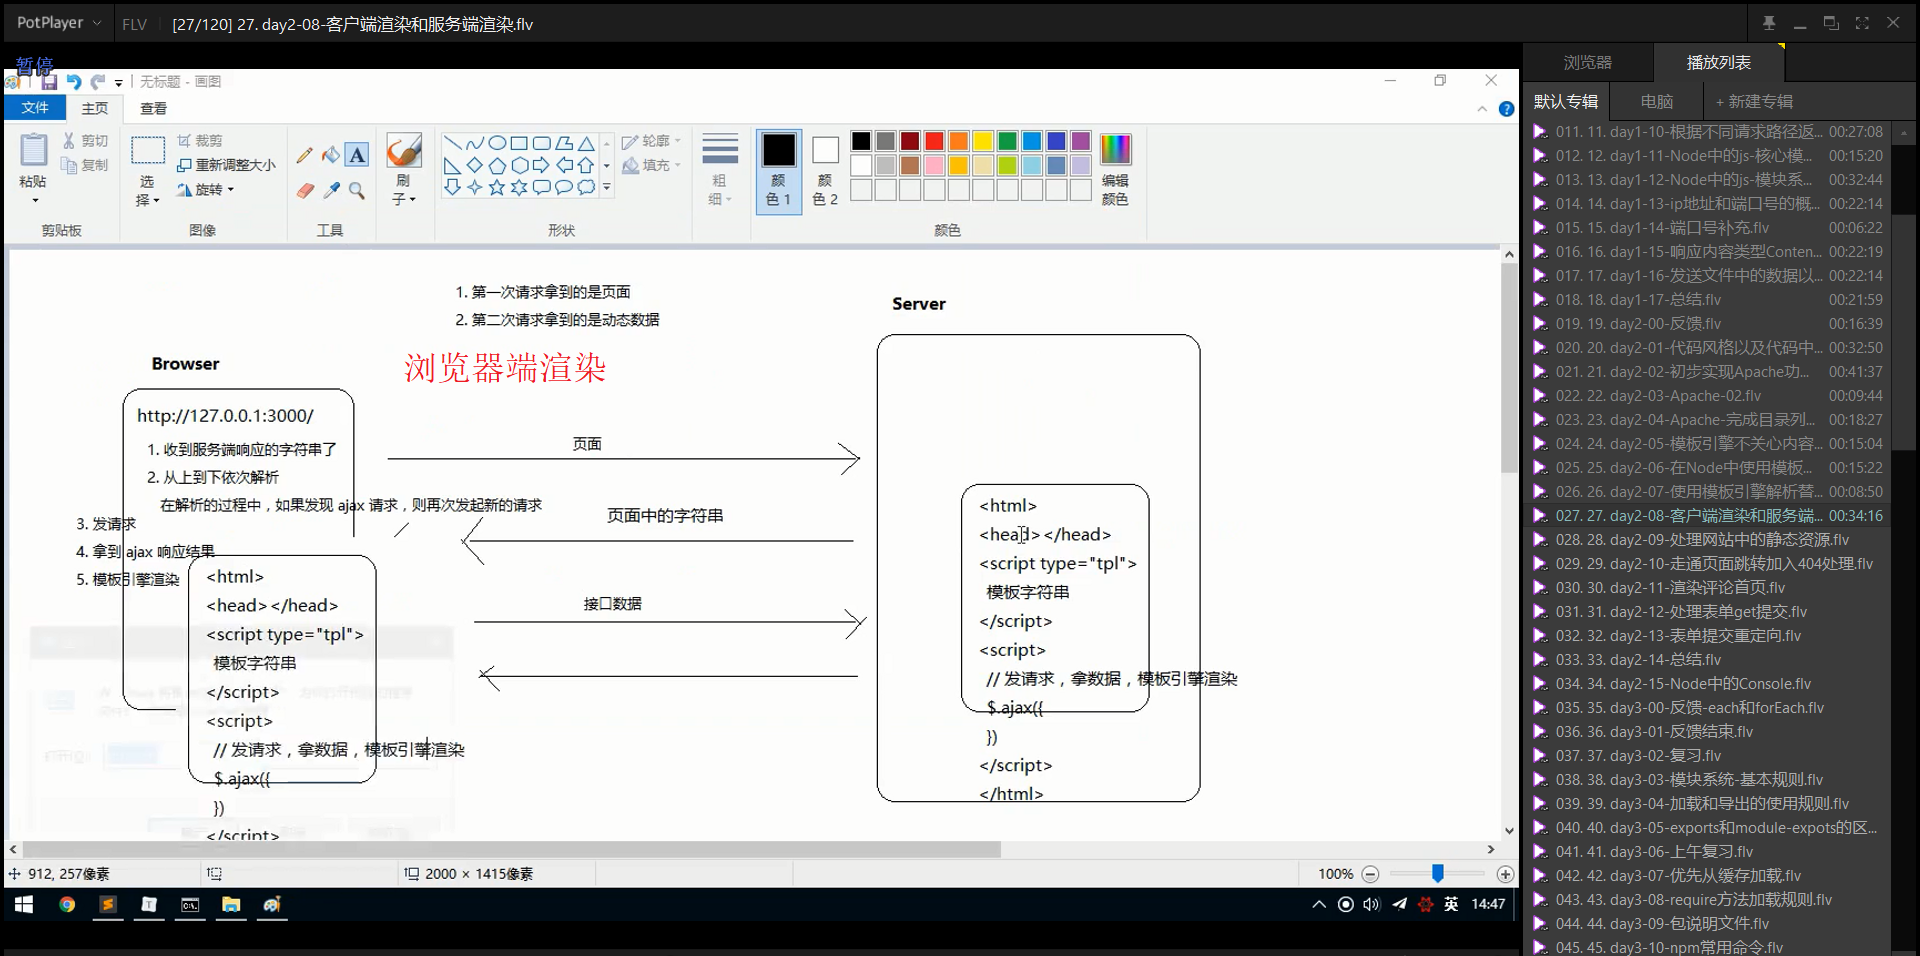 PotPlayer
FLV
[27/120] 27. day2-08-客户端渲染和服务端渲染.flv
暂停
无标题 - 画图
文件
主页
查看
粘贴
剪切
复制
剪贴板
选
择
裁剪
重新调整大小
旋转
图像
A
工具
刷
子
轮廓
填充
形状
粗
细
颜
色 1
颜
色 2
编辑
颜色
颜色
1. 第一次请求拿到的是页面
2. 第二次请求拿到的是动态数据
浏览器端渲染
Browser
http://127.0.0.1:3000/
1. 收到服务端响应的字符串了
2. 从上到下依次解析
在解析的过程中，如果发现 ajax 请求，则再次发起新的请求
3. 发请求
4. 拿到 ajax 响应结果
5. 模板引擎渲染
<html>
<head> </head>
<script type="tpl">
模板字符串
</script>
<script>
// 发请求，拿数据，模板引擎渲染
$.ajax({
})
</script>
页面
页面中的字符串
接口数据
Server
<html>
<head> </head>
<script type="tpl">
模板字符串
</script>
<script>
// 发请求，拿数据，模板引擎渲染
$.ajax({
})
</script>
</html>
912, 257像素
2000 × 1415像素
100%
英
14:47
浏览器
播放列表
默认专辑
电脑
+ 新建专辑
011. 11. day1-10-根据不同请求路径返... 00:27:08
012. 12. day1-11-Node中的js-核心模... 00:15:20
013. 13. day1-12-Node中的js-模块系... 00:32:44
014. 14. day1-13-ip地址和端口号的概... 00:22:14
015. 15. day1-14-端口号补充.flv 00:06:22
016. 16. day1-15-响应内容类型Conten... 00:22:19
017. 17. day1-16-发送文件中的数据以... 00:22:14
018. 18. day1-17-总结.flv 00:21:59
019. 19. day2-00-反馈.flv 00:16:39
020. 20. day2-01-代码风格以及代码中... 00:32:50
021. 21. day2-02-初步实现Apache功... 00:41:37
022. 22. day2-03-Apache-02.flv 00:09:44
023. 23. day2-04-Apache-完成目录列... 00:18:27
024. 24. day2-05-模板引擎不关心内容... 00:15:04
025. 25. day2-06-在Node中使用模板... 00:15:22
026. 26. day2-07-使用模板引擎解析替... 00:08:50
027. 27. day2-08-客户端渲染和服务端... 00:34:16
028. 28. day2-09-处理网站中的静态资源.flv
029. 29. day2-10-走通页面跳转加入404处理.flv
030. 30. day2-11-渲染评论首页.flv
031. 31. day2-12-处理表单get提交.flv
032. 32. day2-13-表单提交重定向.flv
033. 33. day2-14-总结.flv
034. 34. day2-15-Node中的Console.flv
035. 35. day3-00-反馈-each和forEach.flv
036. 36. day3-01-反馈结束.flv
037. 37. day3-02-复习.flv
038. 38. day3-03-模块系统-基本规则.flv
039. 39. day3-04-加载和导出的使用规则.flv
040. 40. day3-05-exports和module-expots的区...
041. 41. day3-06-上午复习.flv
042. 42. day3-07-优先从缓存加载.flv
043. 43. day3-08-require方法加载规则.flv
044. 44. day3-09-包说明文件.flv
045. 45. day3-10-npm常用命令.flv